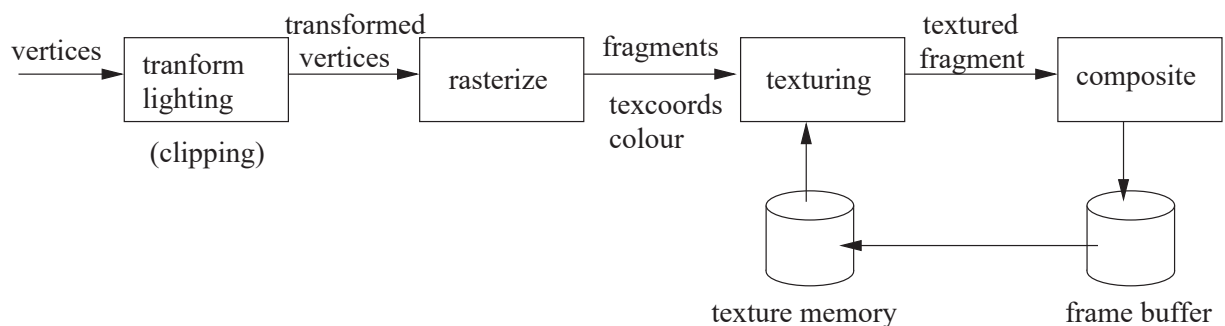 vertices
tranform
lighting
(clipping)
transformed
vertices
rasterize
fragments
texcoords
colour
texturing
textured
fragment
composite
texture memory
frame buffer